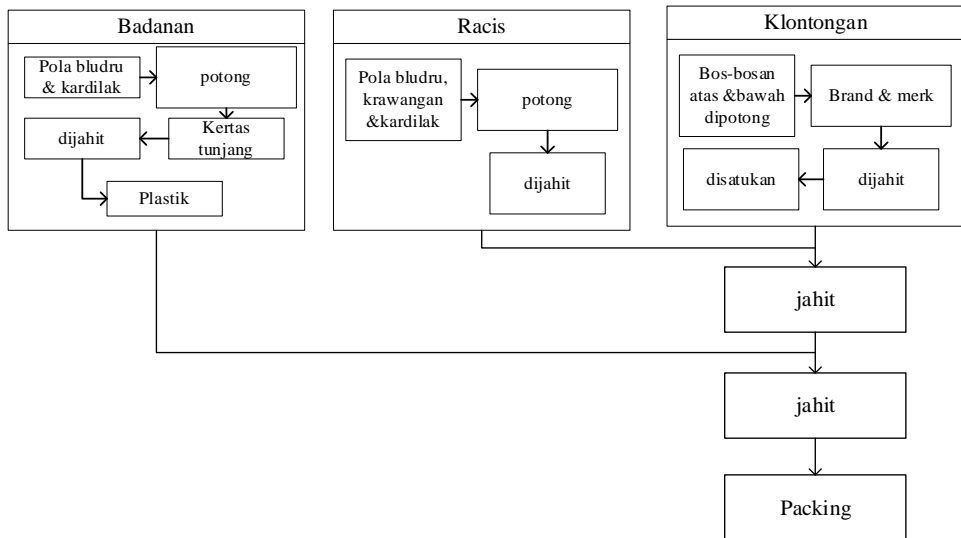 Badanan
Pola bludru
& kardilak
potong
dijahit
Kertas
tunjang
Plastik
Racis
Pola bludru,
krawangan
&kardilak
potong
dijahit
Klontongan
Bos-bosan
atas &bawah
dipotong
Brand & merk
disatukan
dijahit
jahit
jahit
Packing